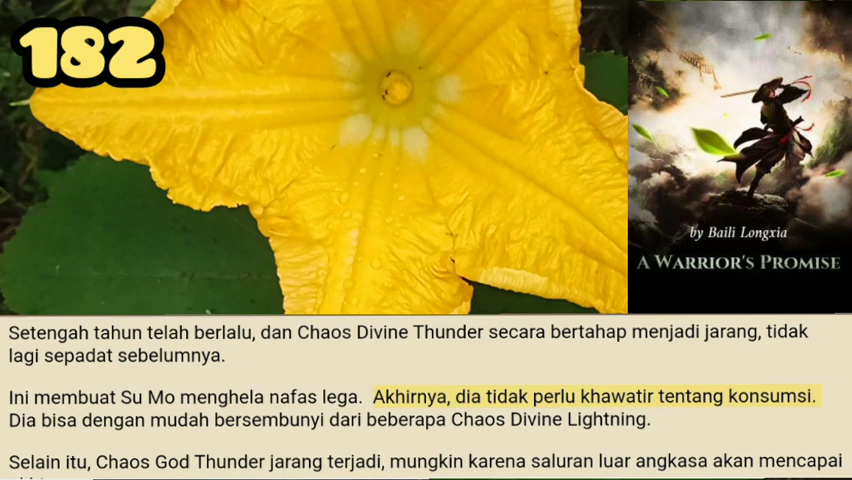 182
by Baili Longxia
A WARRIOR'S PROMISE
Setengah tahun telah berlalu, dan Chaos Divine Thunder secara bertahap menjadi jarang, tidak
lagi sepadat sebelumnya.
Ini membuat Su Mo menghela nafas lega. Akhirnya, dia tidak perlu khawatir tentang konsumsi.
Dia bisa dengan mudah bersembunyi dari beberapa Chaos Divine Lightning.
Selain itu, Chaos God Thunder jarang terjadi, mungkin karena saluran luar angkasa akan mencapai